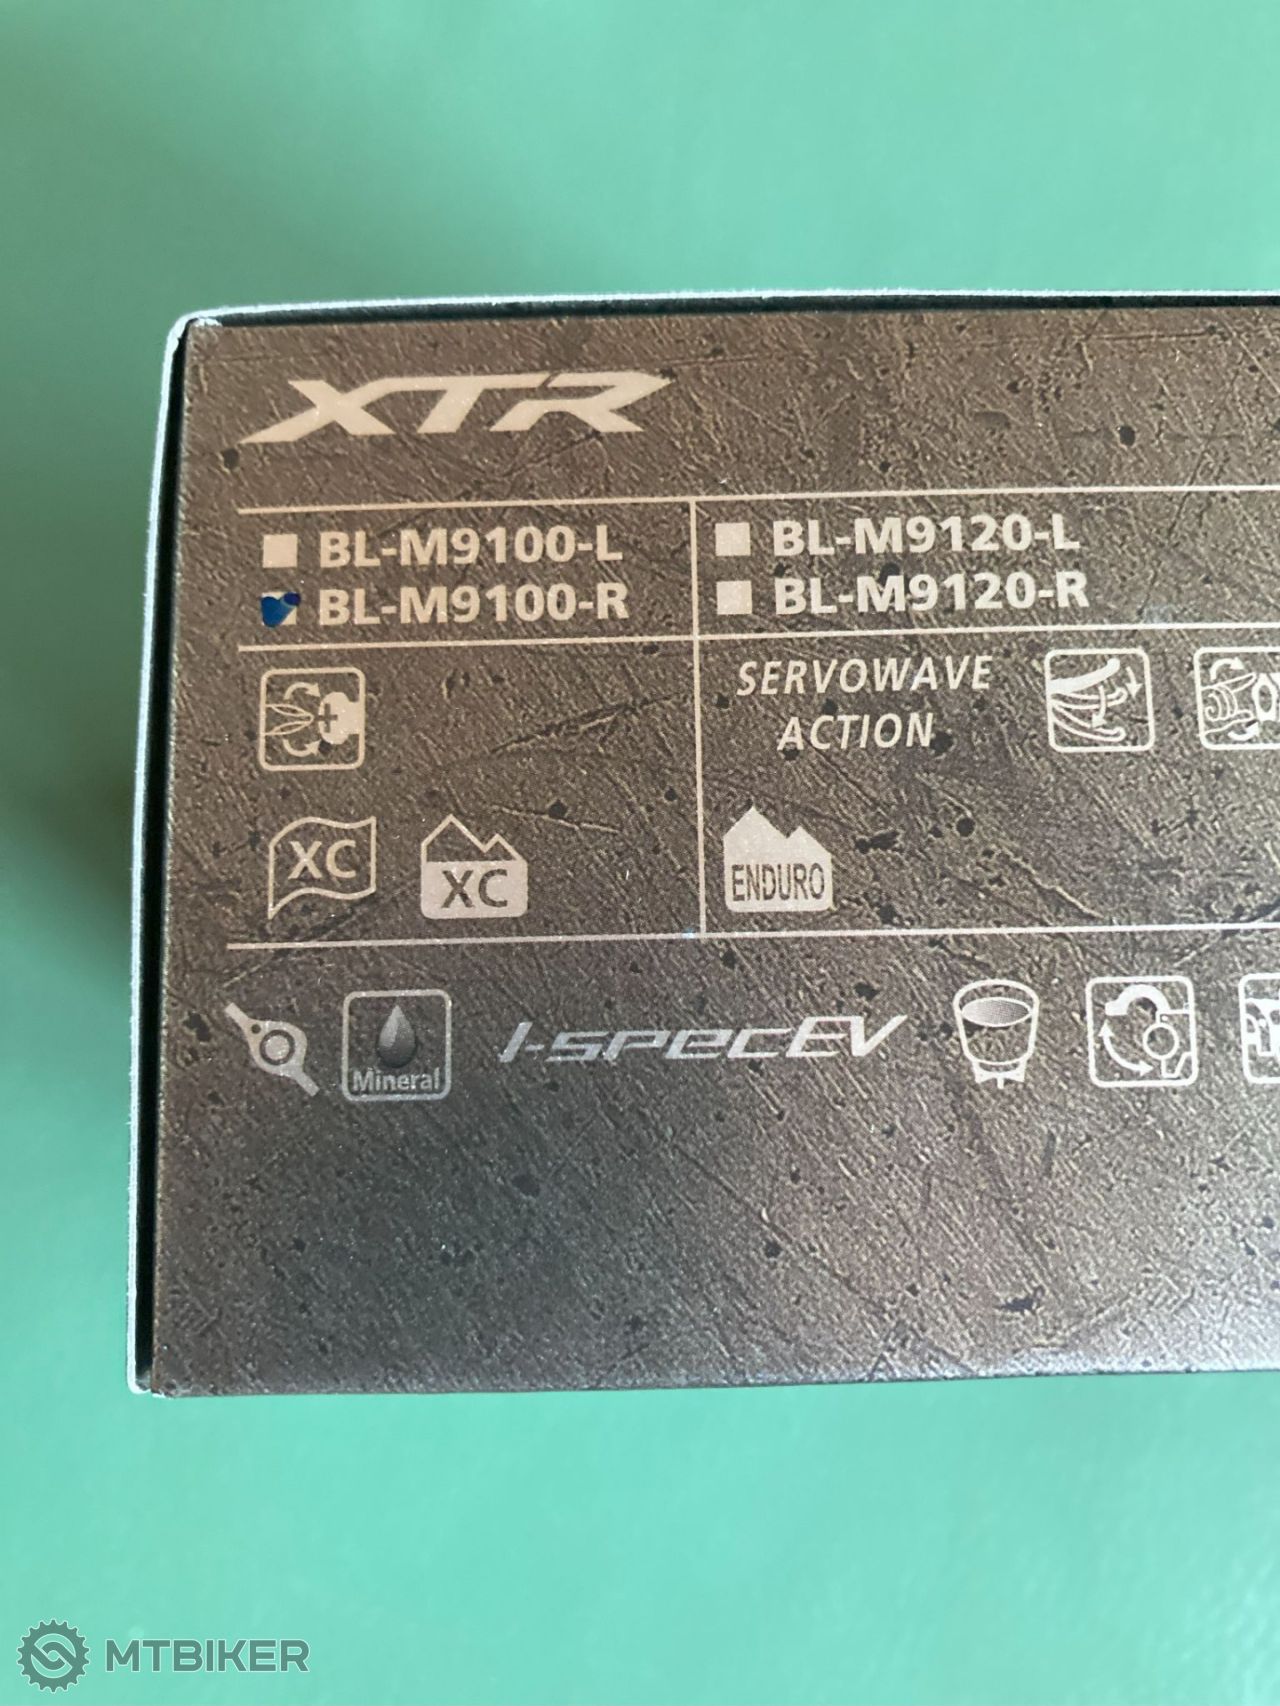 XTR
BL-M9100-L
BL-M9100-R
BL-M9120-L
BL-M9120-R
SERVOWAVE
ACTION
XC
XC
ENDURO
Mineral
I-SPEC EV
MTBIKER